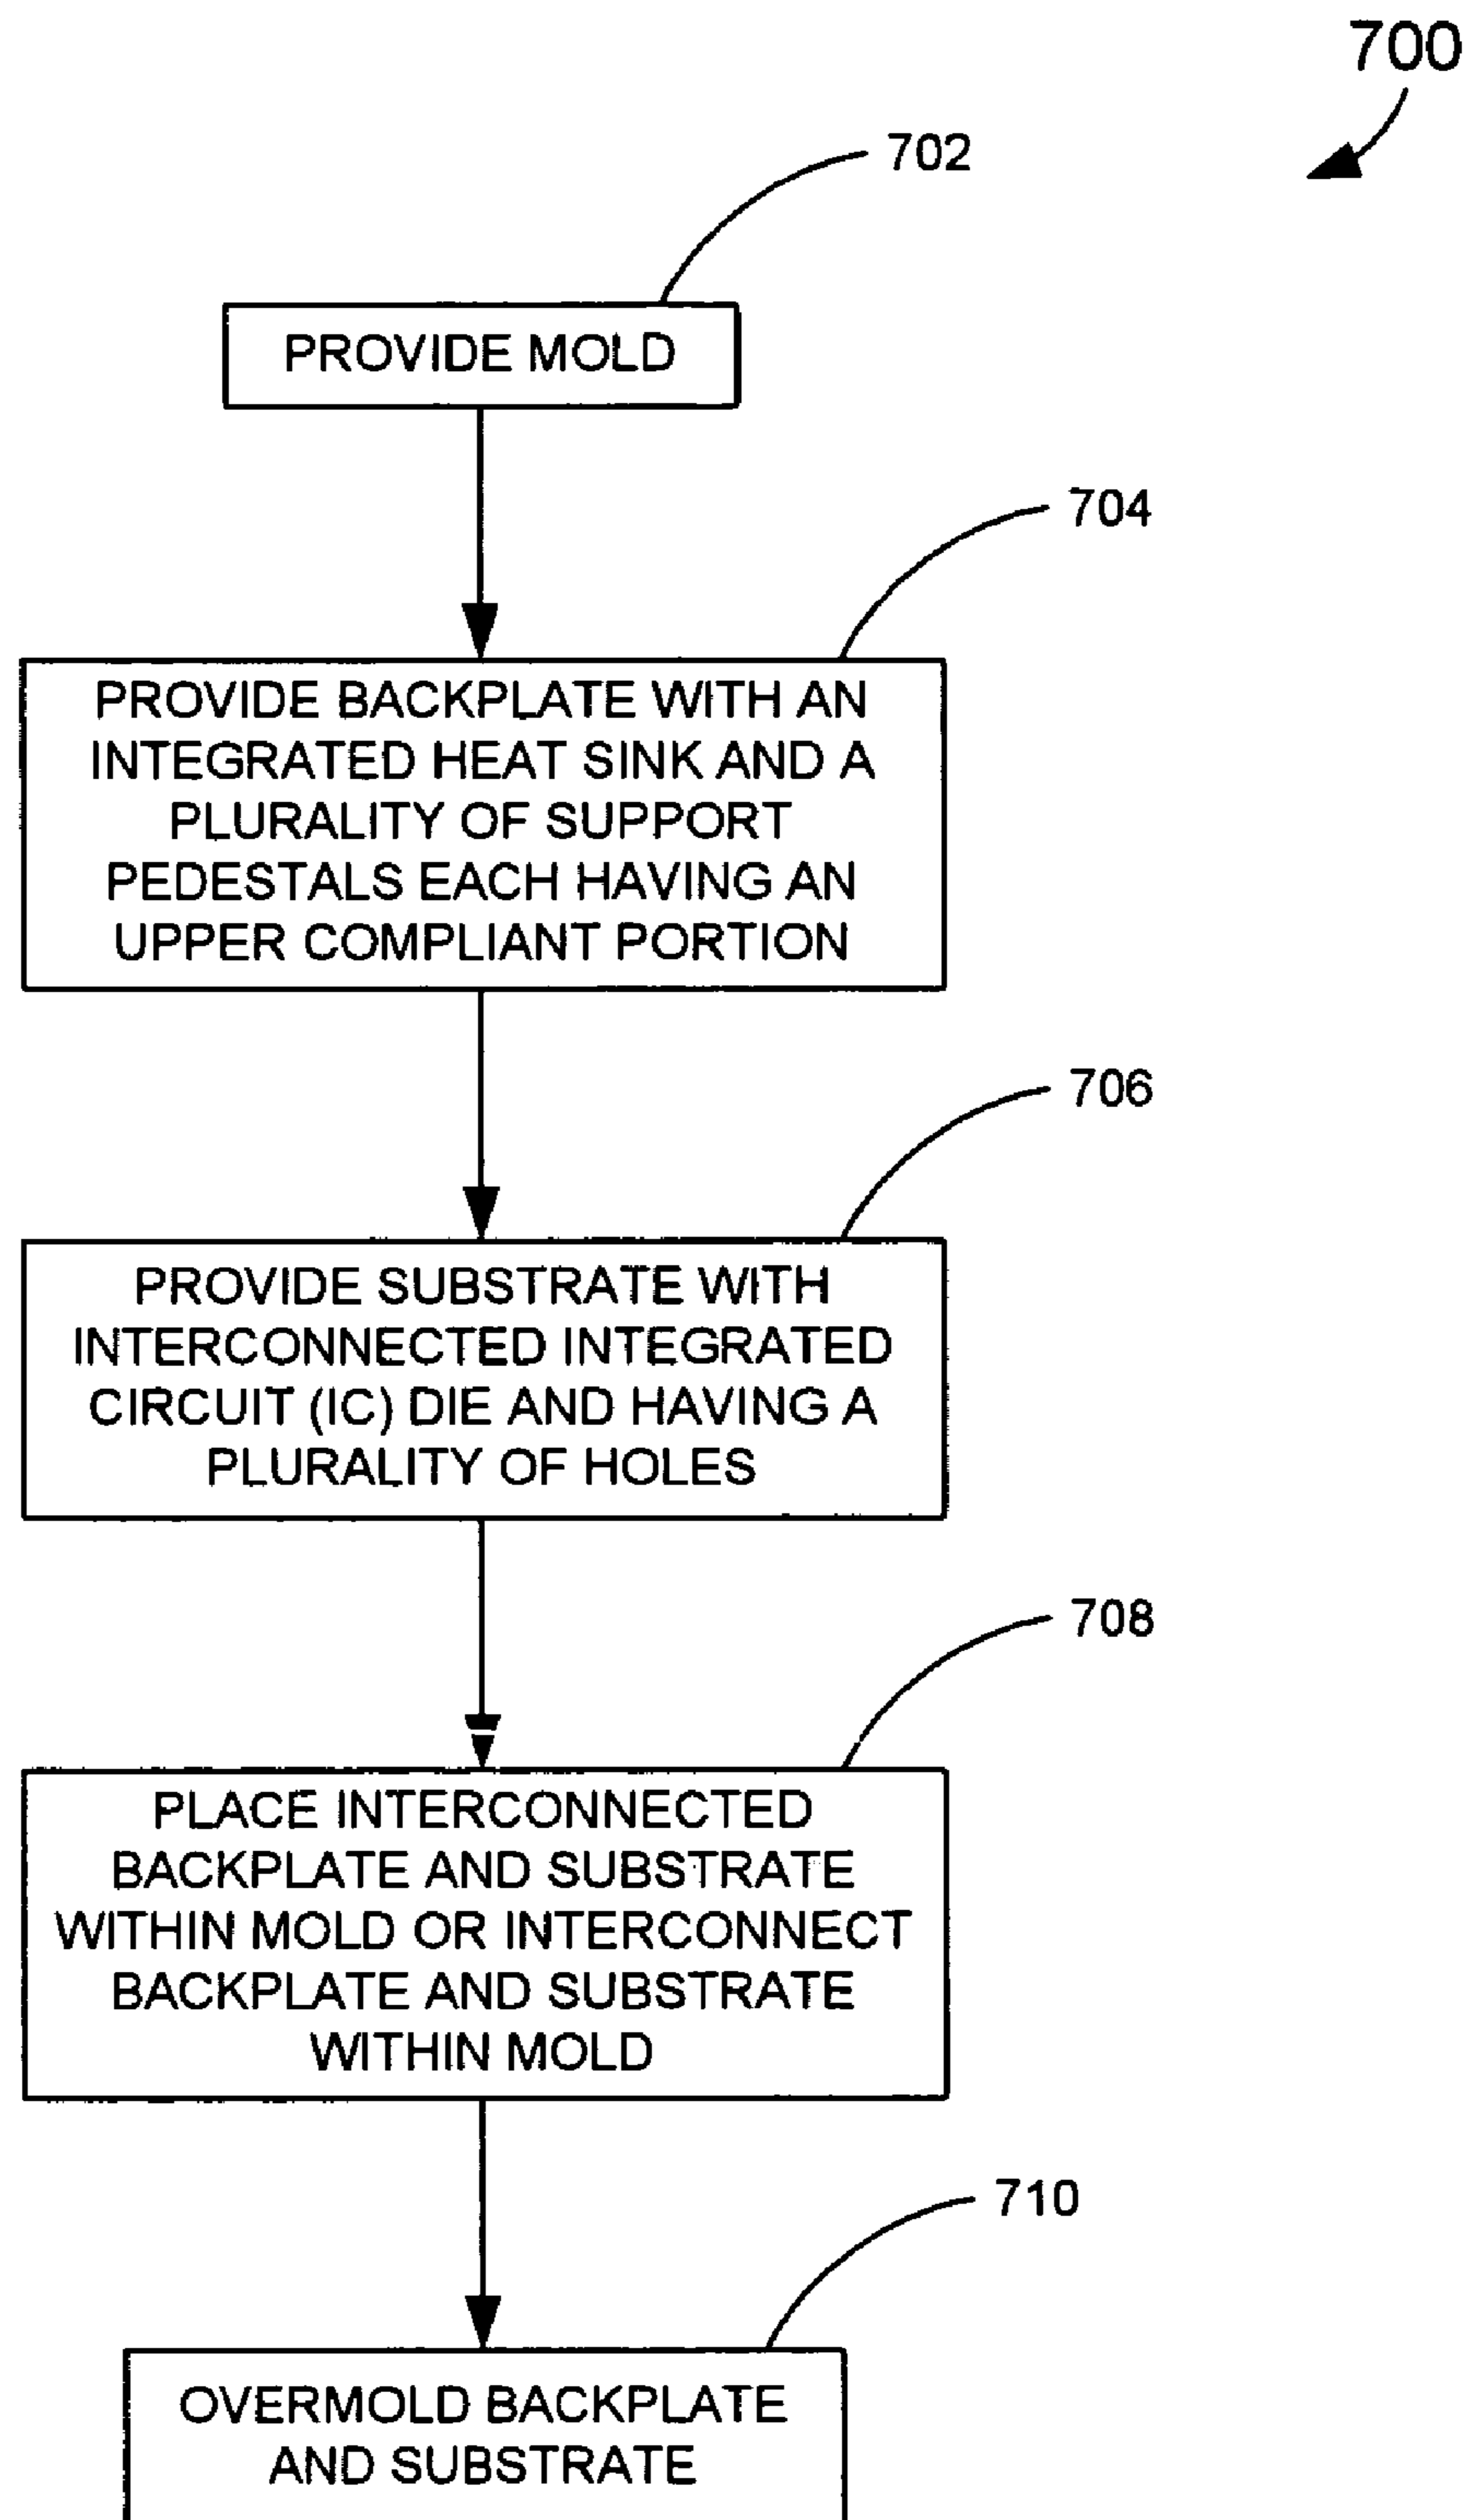 700
702
PROVIDE MOLD
704
PROVIDE BACKPLATE WITH AN
INTEGRATED HEAT SINK AND A
PLURALITY OF SUPPORT
PEDESTALS EACH HAVING AN
UPPER COMPLIANT PORTION
706
PROVIDE SUBSTRATE WITH
INTERCONNECTED INTEGRATED
CIRCUIT (IC) DIE AND HAVING A
PLURALITY OF HOLES
708
PLACE INTERCONNECTED
BACKPLATE AND SUBSTRATE
WITHIN MOLD OR INTERCONNECT
BACKPLATE AND SUBSTRATE
WITHIN MOLD
710
OVERMOLD BACKPLATE
AND SUBSTRATE